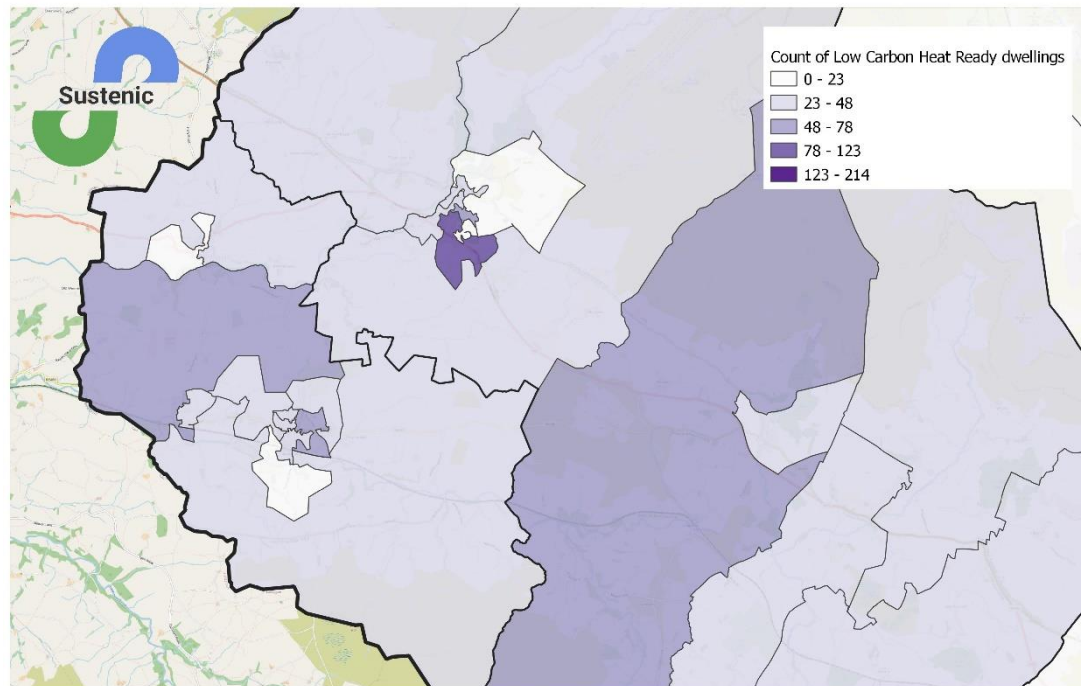 Sustenic
Count of Low Carbon Heat Ready dwellings
0 - 23
23 - 48
48 - 78
78 - 123
123 - 214